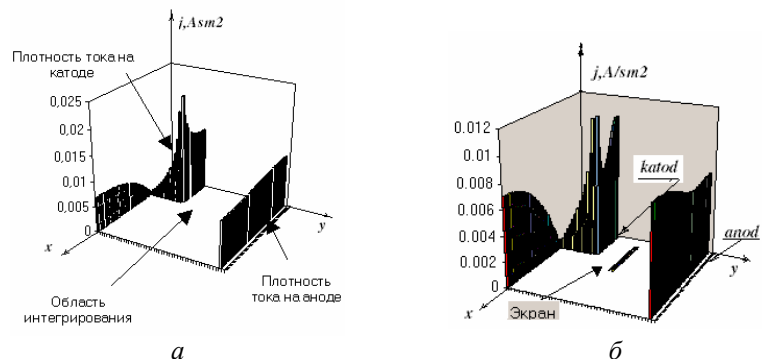 j,Asm2
Плотность тока на
катоде
0,025
0,02
0,015
0,01
0,005
0
x
y
Область
интегрирования
Плотность
тока на аноде
а
j,A/sm2
0.012
0.01
0.008
0.006
0.004
0.002
0
katod
anod
x
y
Экран
б